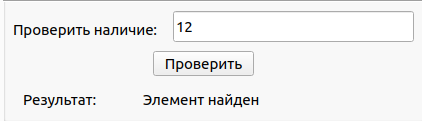 Проверить наличие: 12
Проверить
Результат: Элемент найден